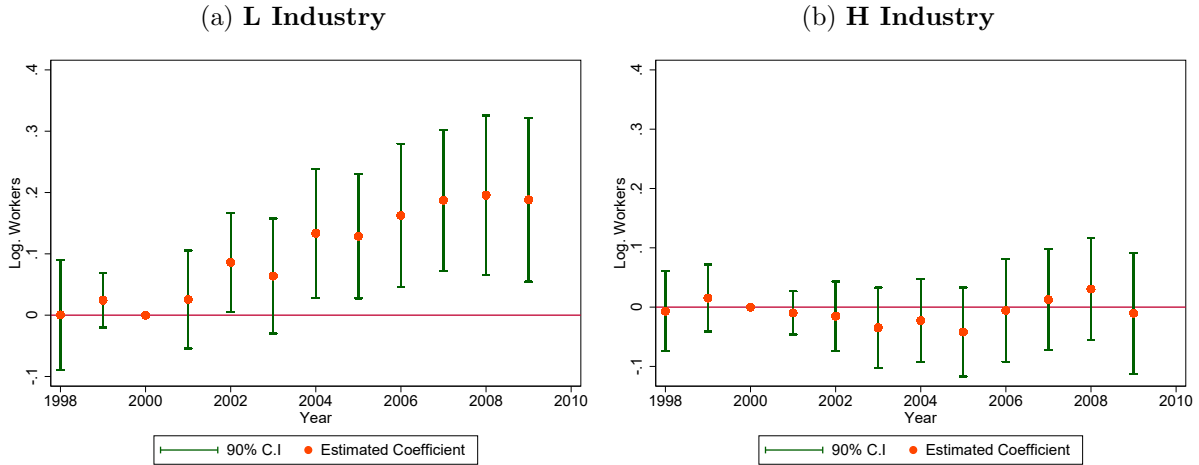 (a) L Industry
Log. Workers
.4
.3
.2
.1
0
-.1
1998 2000 2002 2004 2006 2008 2010
Year
90% C.I Estimated Coefficient
(b) H Industry
Log. Workers
.4
.3
.2
.1
0
-.1
1998 2000 2002 2004 2006 2008 2010
Year
90% C.I Estimated Coefficient